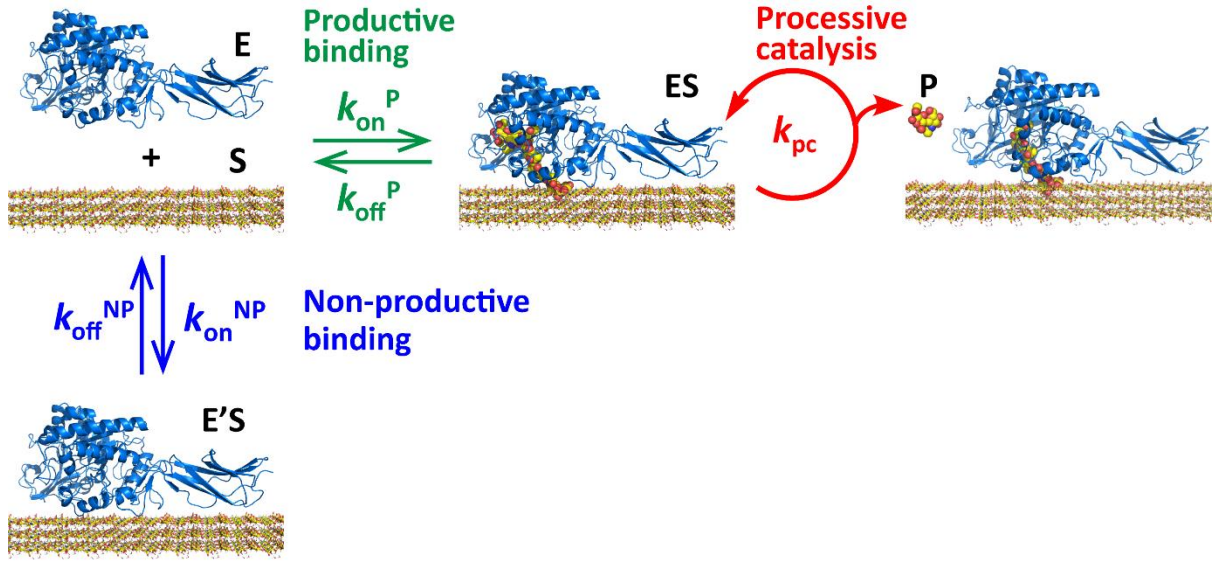 E
+
S
Productive
binding
k_on^P
k_off^P
ES
Processive
catalysis
k_pc
P
k_off^NP
k_on^NP
Non-productive
binding
E’S